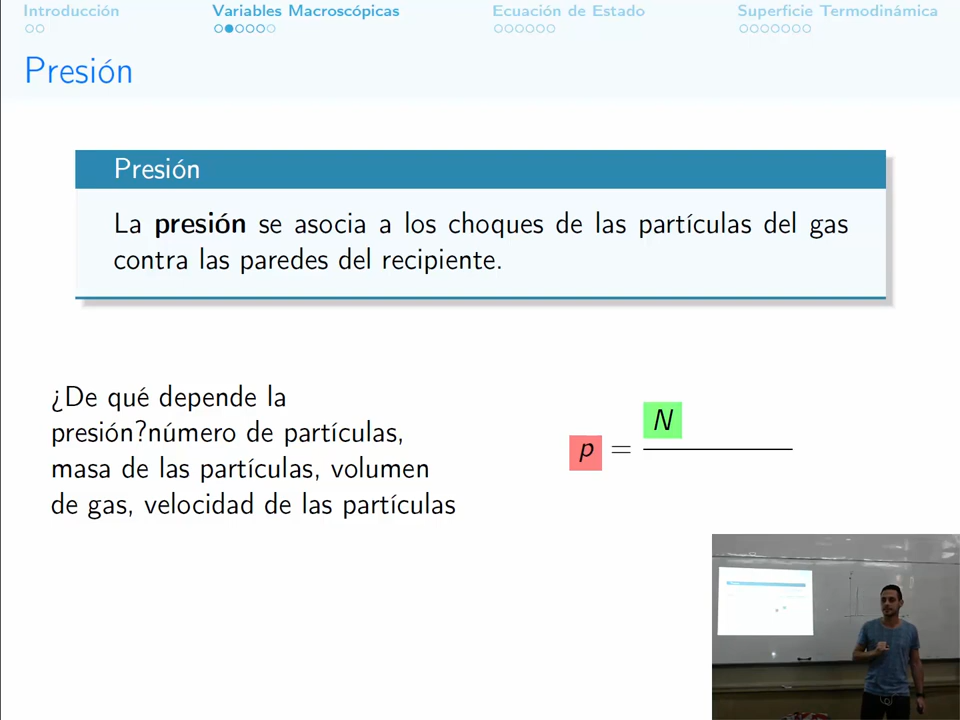 Introducción
Variables Macroscópicas
Ecuación de Estado
Superficie Termodinámica
Presión
Presión
La presión se asocia a los choques de las partículas del gas
contra las paredes del recipiente.
¿De qué depende la
presión?número de partículas,
masa de las partículas, volumen
de gas, velocidad de las partículas
p = N